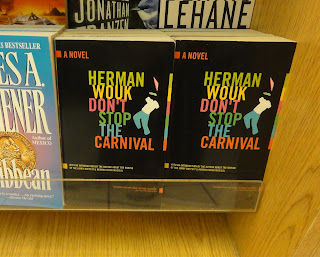 JONATHAN
FRANZEN
LEHANE
BESTSELLER
ES A.
ENER
Author of
MEXICO
bbean
A NOVEL
HERMAN
WOUK
DON'T
STOP
THE
CARNIVAL
A NOVEL
HERMAN
WOUK
DON'T
STOP
THE
CARNIVAL